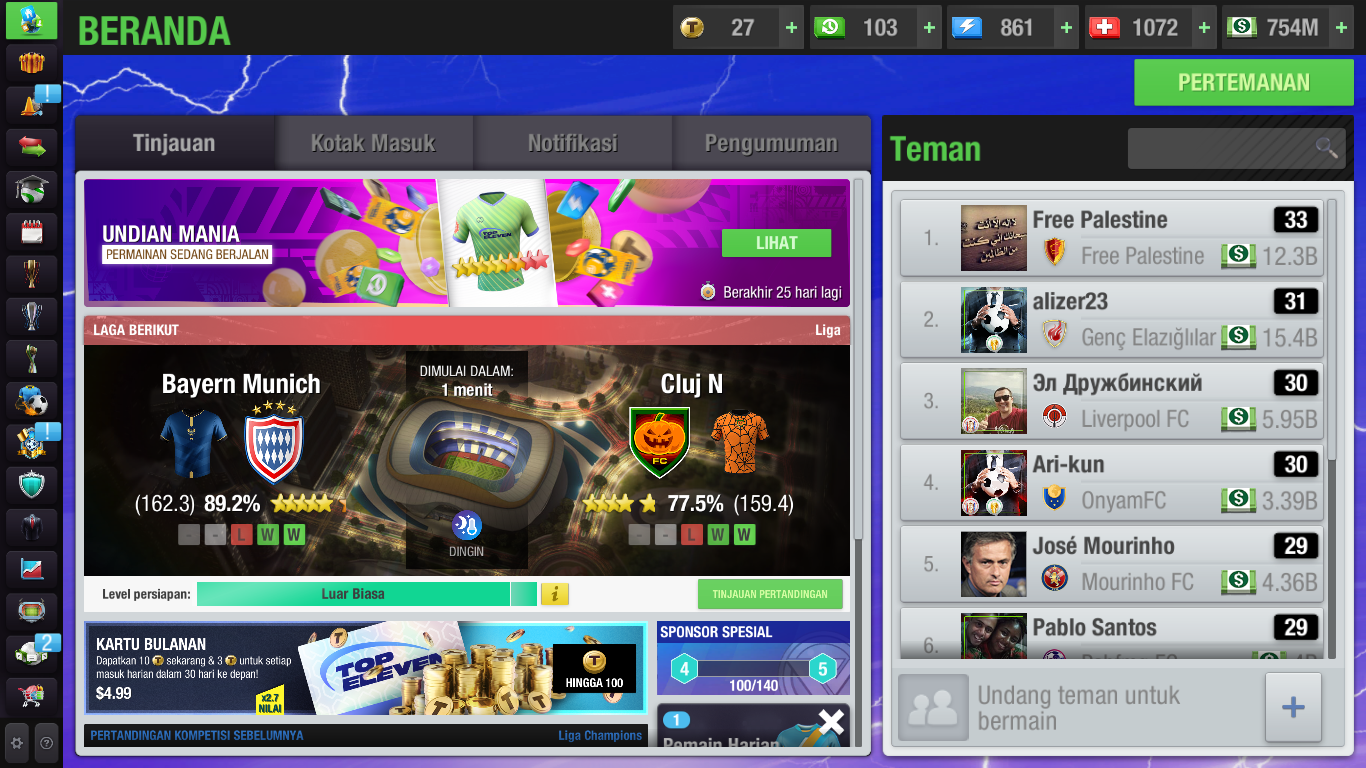 BERANDA
27 +
103 +
861 +
1072 +
754M +
PERTEMANAN
Tinjauan
Kotak Masuk
Notifikasi
Pengumuman
UNDIAN MANIA
PERMAINAN SEDANG BERJALAN
TOP ELEVEN
LIHAT
Berakhir 25 hari lagi
LAGA BERIKUT
Liga
Bayern Munich
DIMULAI DALAM:
1 menit
Cluj N
FC
(162.3) 89.2%
77.5% (159.4)
- - L W W
- - L W W
DINGIN
Level persiapan:
Luar Biasa
i
TINJAUAN PERTANDINGAN
KARTU BULANAN
Dapatkan 10 T sekarang & 3 T untuk setiap
masuk harian dalam 30 hari ke depan!
$4.99
x2.7
NILAI
TOP
ELEVEN
HINGGA 100
SPONSOR SPESIAL
4
5
100/140
1
Pemain Harian
PERTANDINGAN KOMPETISI SEBELUMNYA
Liga Champions
Teman
1.
Free Palestine
33
Free Palestine
12.3B
2.
alizer23
31
Genç Elazığlılar
15.4B
3.
Эл Дружбинский
30
Liverpool FC
5.95B
4.
Ari-kun
30
OnyamFC
3.39B
5.
José Mourinho
29
Mourinho FC
4.36B
6.
Pablo Santos
29
Undang teman untuk
bermain
+
!
!
2
?